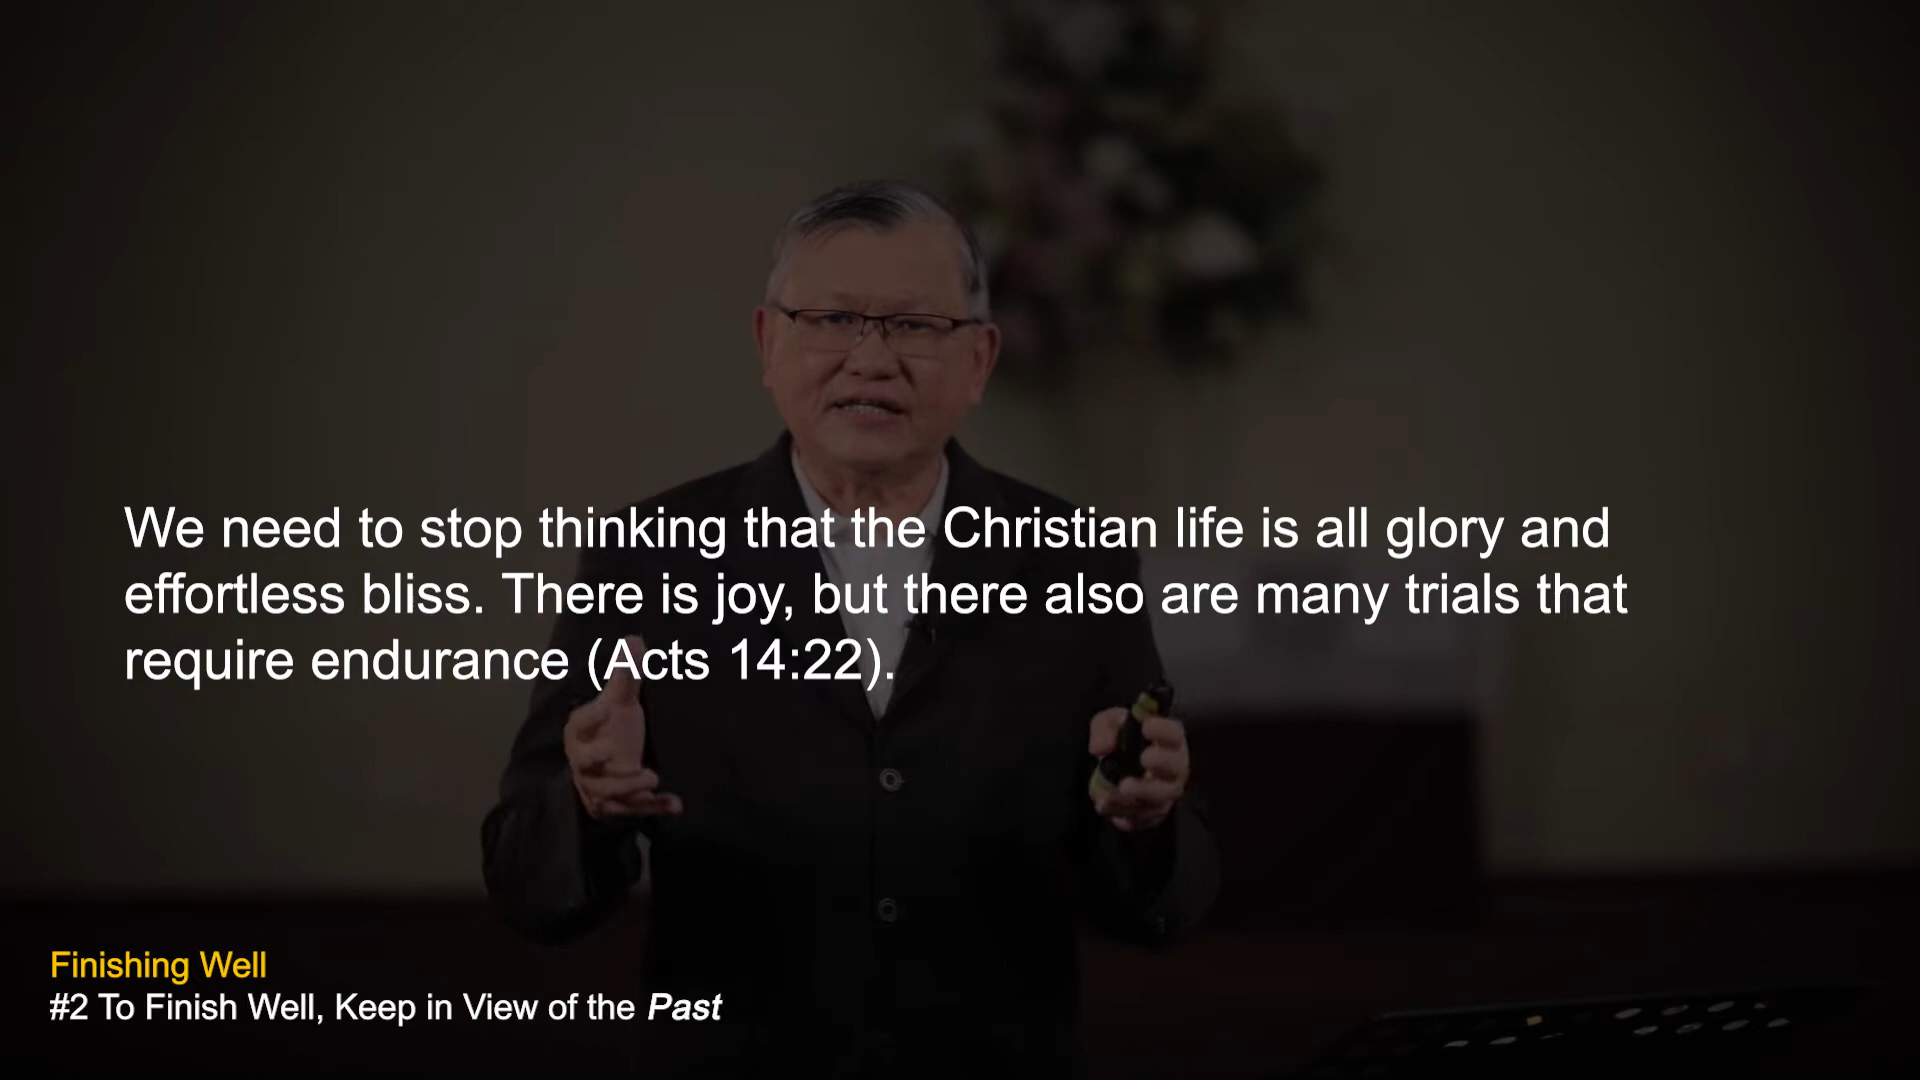 We need to stop thinking that the Christian life is all glory and
effortless bliss. There is joy, but there also are many trials that
require endurance (Acts 14:22).
Finishing Well
#2 To Finish Well, Keep in View of the Past